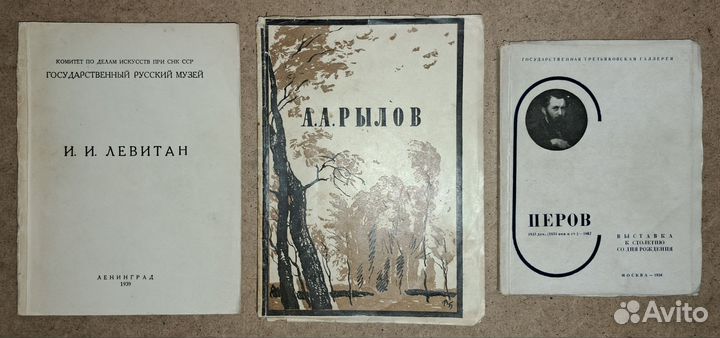 КОМИТЕТ ПО ДЕЛАМ ИСКУССТВ ПРИ СНК ССР
ГОСУДАРСТВЕННЫЙ РУССКИЙ МУЗЕЙ
И. И. ЛЕВИТАН
ЛЕНИНГРАД
1939
А.А.РЫЛОВ
ГОСУДАРСТВЕННАЯ ТРЕТЬЯКОВСКАЯ ГАЛЛЕРЕЯ
ПЕРОВ
ВЫСТАВКА
К СТОЛЕТИЮ
СО ДНЯ РОЖДЕНИЯ
МОСКВА — 1934
Avito